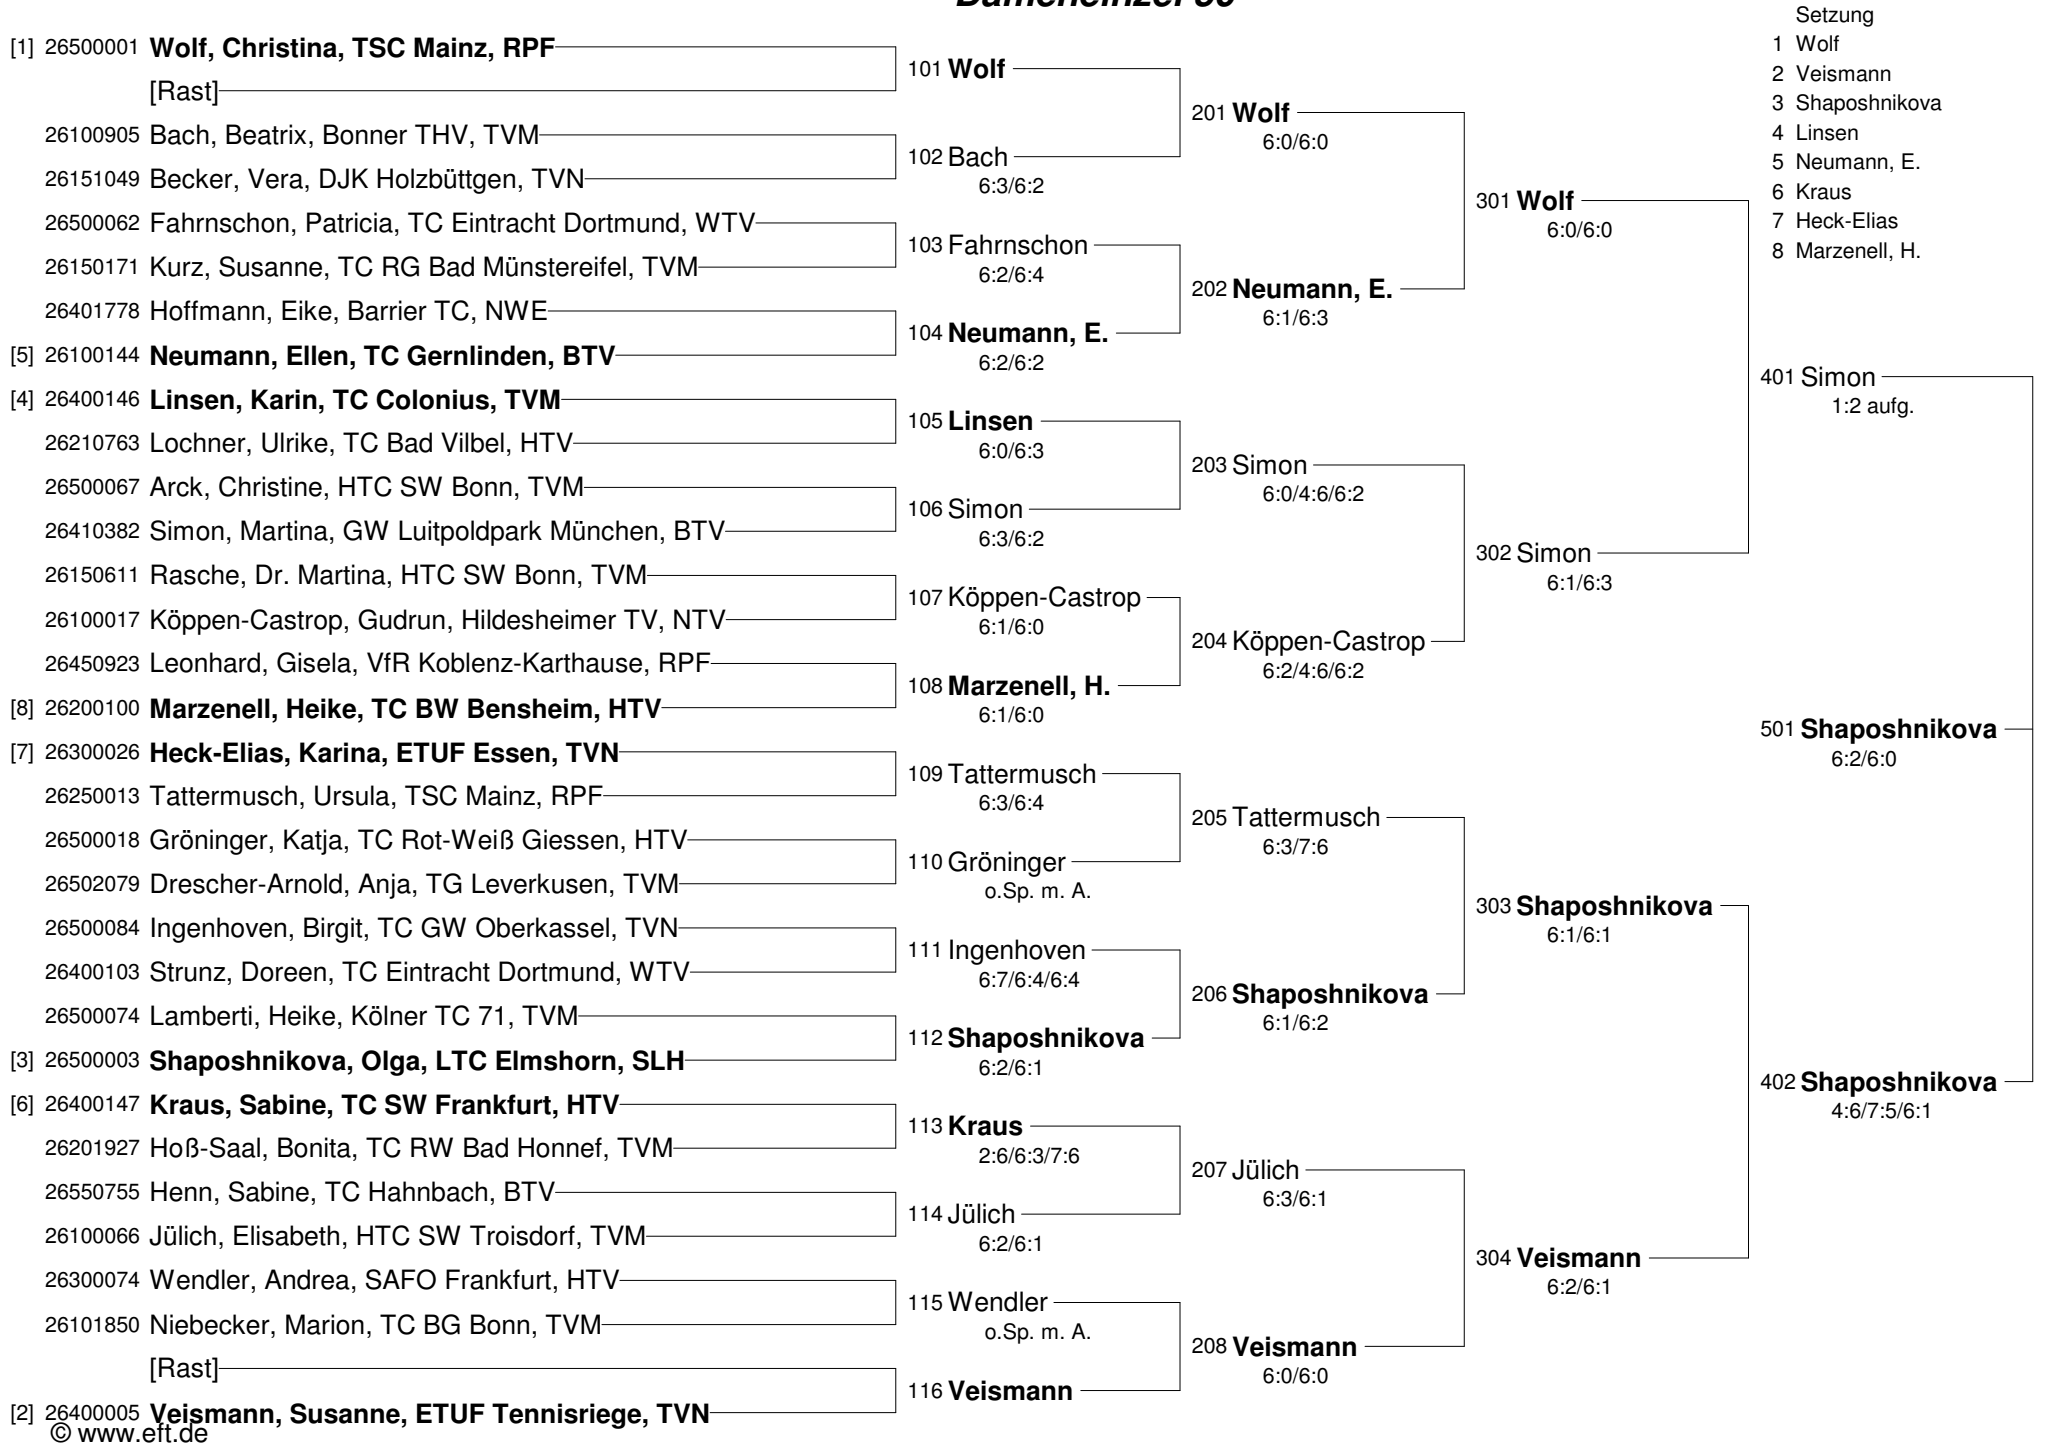 Dameneinzel 50
Setzung
1 Wolf
2 Veismann
3 Shaposhnikova
4 Linsen
5 Neumann, E.
6 Kraus
7 Heck-Elias
8 Marzenell, H.
[1] 26500001 Wolf, Christina, TSC Mainz, RPF
[Rast]
26100905 Bach, Beatrix, Bonner THV, TVM
26151049 Becker, Vera, DJK Holzbüttgen, TVN
26500062 Fahrnschon, Patricia, TC Eintracht Dortmund, WTV
26150171 Kurz, Susanne, TC RG Bad Münstereifel, TVM
26401778 Hoffmann, Eike, Barrier TC, NWE
[5] 26100144 Neumann, Ellen, TC Gernlinden, BTV
[4] 26400146 Linsen, Karin, TC Colonius, TVM
26210763 Lochner, Ulrike, TC Bad Vilbel, HTV
26500067 Arck, Christine, HTC SW Bonn, TVM
26410382 Simon, Martina, GW Luitpoldpark München, BTV
26150611 Rasche, Dr. Martina, HTC SW Bonn, TVM
26100017 Köppen-Castrop, Gudrun, Hildesheimer TV, NTV
26450923 Leonhard, Gisela, VfR Koblenz-Karthause, RPF
[8] 26200100 Marzenell, Heike, TC BW Bensheim, HTV
[7] 26300026 Heck-Elias, Karina, ETUF Essen, TVN
26250013 Tattermusch, Ursula, TSC Mainz, RPF
26500018 Gröninger, Katja, TC Rot-Weiß Giessen, HTV
26502079 Drescher-Arnold, Anja, TG Leverkusen, TVM
26500084 Ingenhoven, Birgit, TC GW Oberkassel, TVN
26400103 Strunz, Doreen, TC Eintracht Dortmund, WTV
26500074 Lamberti, Heike, Kölner TC 71, TVM
[3] 26500003 Shaposhnikova, Olga, LTC Elmshorn, SLH
[6] 26400147 Kraus, Sabine, TC SW Frankfurt, HTV
26201927 Hoß-Saal, Bonita, TC RW Bad Honnef, TVM
26550755 Henn, Sabine, TC Hahnbach, BTV
26100066 Jülich, Elisabeth, HTC SW Troisdorf, TVM
26300074 Wendler, Andrea, SAFO Frankfurt, HTV
26101850 Niebecker, Marion, TC BG Bonn, TVM
[Rast]
[2] 26400005 Veismann, Susanne, ETUF Tennisriege, TVN
© www.eft.de
101 Wolf
102 Bach
6:3/6:2
103 Fahrnschon
6:2/6:4
104 Neumann, E.
6:2/6:2
105 Linsen
6:0/6:3
106 Simon
6:3/6:2
107 Köppen-Castrop
6:1/6:0
108 Marzenell, H.
6:1/6:0
109 Tattermusch
6:3/6:4
110 Gröninger
o.Sp. m. A.
111 Ingenhoven
6:7/6:4/6:4
112 Shaposhnikova
6:2/6:1
113 Kraus
2:6/6:3/7:6
114 Jülich
6:2/6:1
115 Wendler
o.Sp. m. A.
116 Veismann
201 Wolf
6:0/6:0
202 Neumann, E.
6:1/6:3
203 Simon
6:0/4:6/6:2
204 Köppen-Castrop
6:2/4:6/6:2
205 Tattermusch
6:3/7:6
206 Shaposhnikova
6:1/6:2
207 Jülich
6:3/6:1
208 Veismann
6:0/6:0
301 Wolf
6:0/6:0
302 Simon
6:1/6:3
303 Shaposhnikova
6:1/6:1
304 Veismann
6:2/6:1
401 Simon
1:2 aufg.
501 Shaposhnikova
6:2/6:0
402 Shaposhnikova
4:6/7:5/6:1